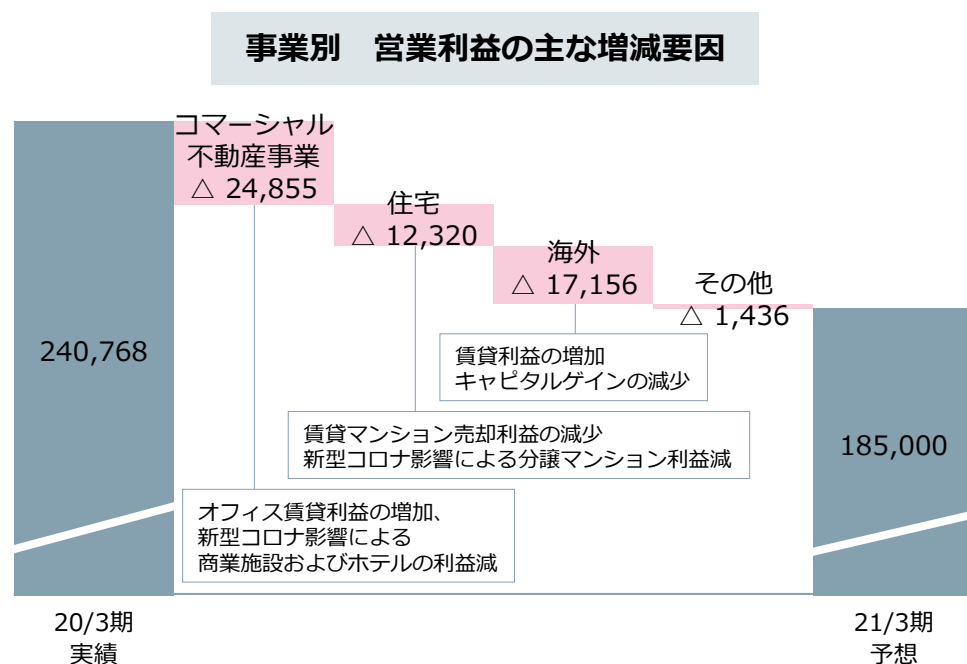 事業別　営業利益の主な増減要因
コマーシャル
不動産事業
△ 24,855
住宅
△ 12,320
海外
△ 17,156
その他
△ 1,436
240,768
賃貸利益の増加
キャピタルゲインの減少
賃貸マンション売却利益の減少
新型コロナ影響による分譲マンション利益減
185,000
オフィス賃貸利益の増加、
新型コロナ影響による
商業施設およびホテルの利益減
20/3期
実績
21/3期
予想